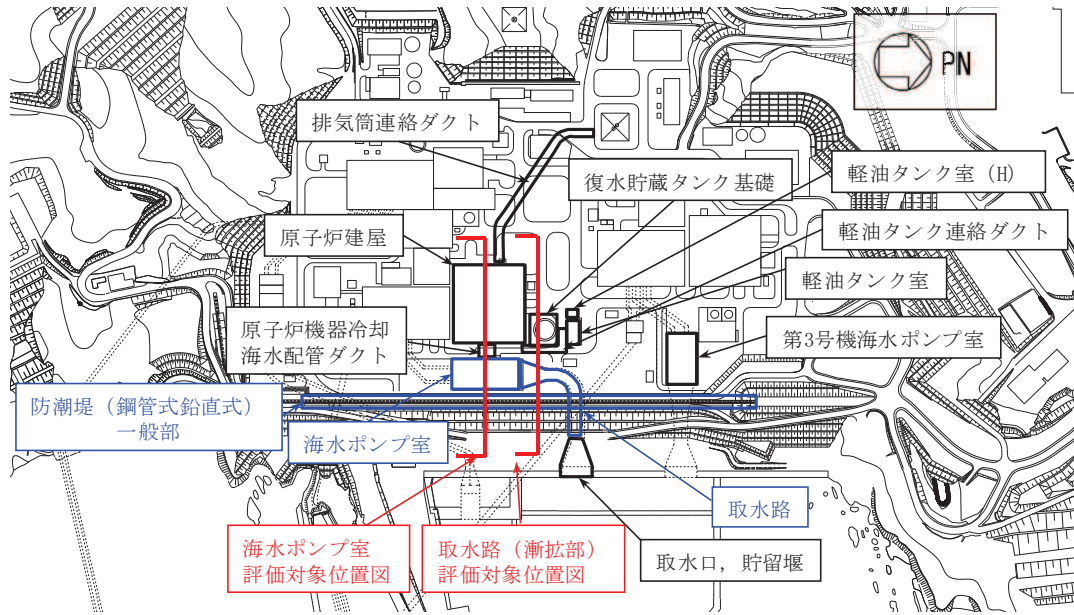 PN
排気筒連絡ダクト
復水貯蔵タンク基礎
軽油タンク室 (H)
原子炉建屋
軽油タンク連絡ダクト
軽油タンク室
原子炉機器冷却
海水配管ダクト
第3号機海水ポンプ室
防潮堤（鋼管式鉛直式）
一般部
海水ポンプ室
取水路
海水ポンプ室
評価対象位置図
取水路（漸拡部）
評価対象位置図
取水口，貯留堰